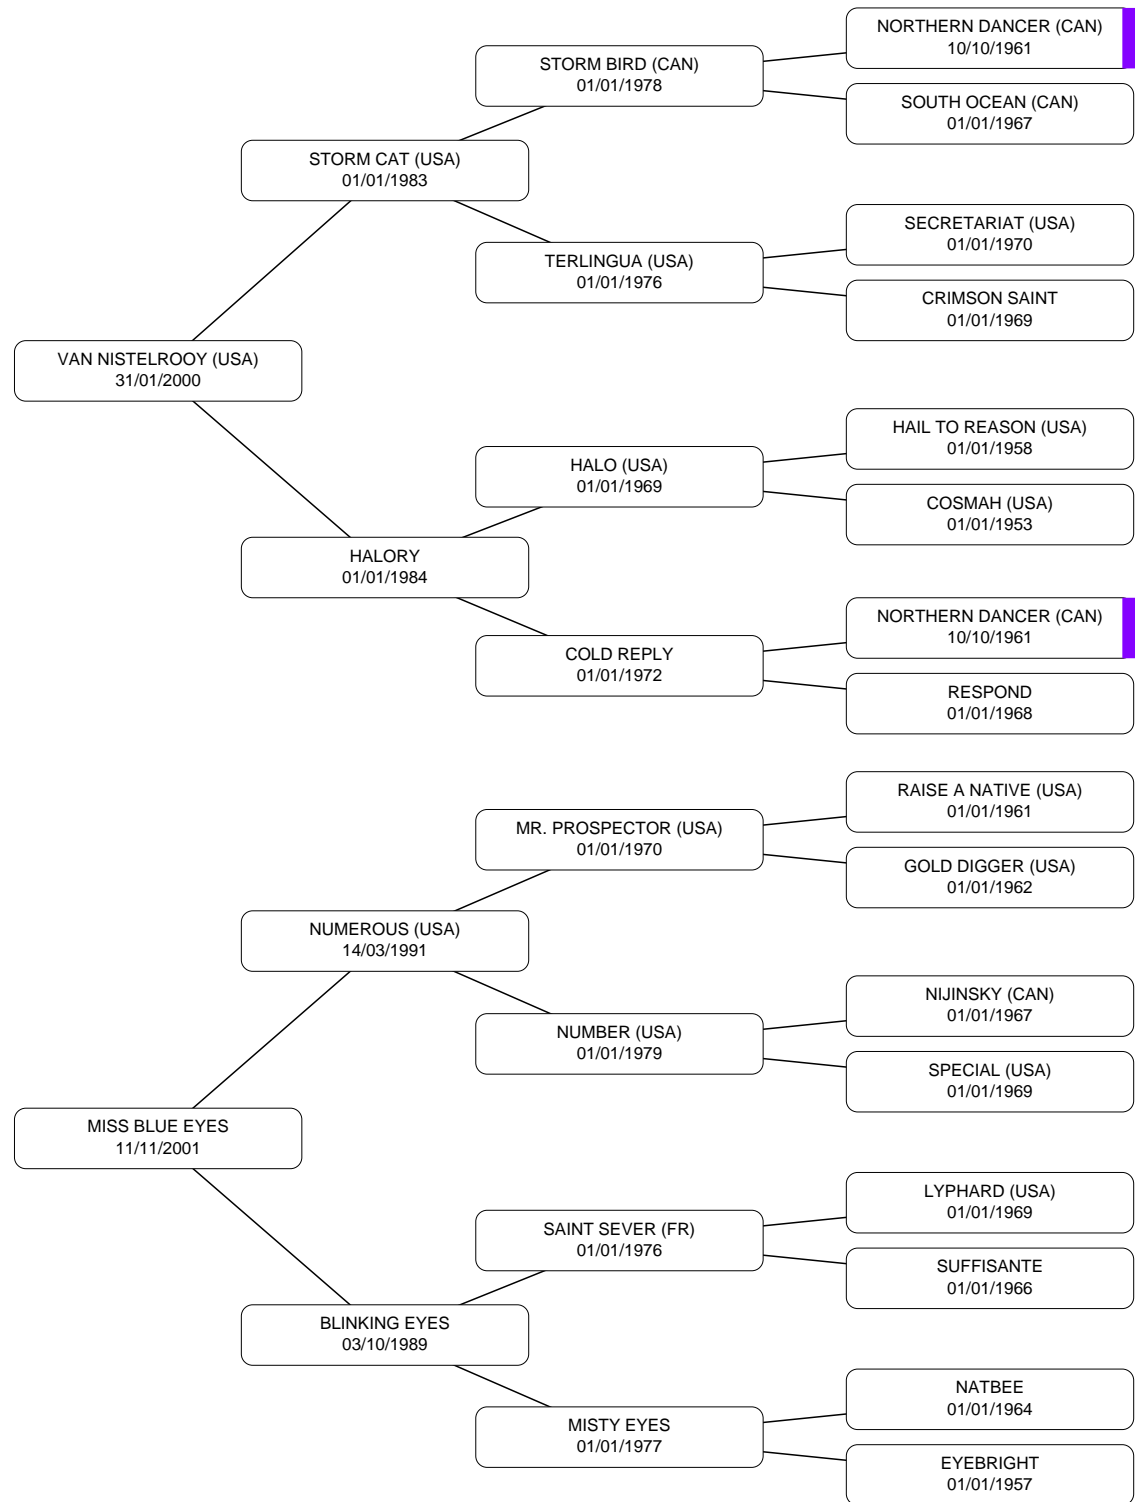 NORTHERN DANCER (CAN)
10/10/1961
STORM BIRD (CAN)
01/01/1978
SOUTH OCEAN (CAN)
01/01/1967
STORM CAT (USA)
01/01/1983
SECRETARIAT (USA)
01/01/1970
TERLINGUA (USA)
01/01/1976
CRIMSON SAINT
01/01/1969
VAN NISTELROOY (USA)
31/01/2000
HAIL TO REASON (USA)
01/01/1958
HALO (USA)
01/01/1969
COSMAH (USA)
01/01/1953
HALORY
01/01/1984
NORTHERN DANCER (CAN)
10/10/1961
COLD REPLY
01/01/1972
RESPOND
01/01/1968
RAISE A NATIVE (USA)
01/01/1961
MR. PROSPECTOR (USA)
01/01/1970
GOLD DIGGER (USA)
01/01/1962
NUMEROUS (USA)
14/03/1991
NIJINSKY (CAN)
01/01/1967
NUMBER (USA)
01/01/1979
SPECIAL (USA)
01/01/1969
MISS BLUE EYES
11/11/2001
LYPHARD (USA)
01/01/1969
SAINT SEVER (FR)
01/01/1976
SUFFISANTE
01/01/1966
BLINKING EYES
03/10/1989
NATBEE
01/01/1964
MISTY EYES
01/01/1977
EYEBRIGHT
01/01/1957